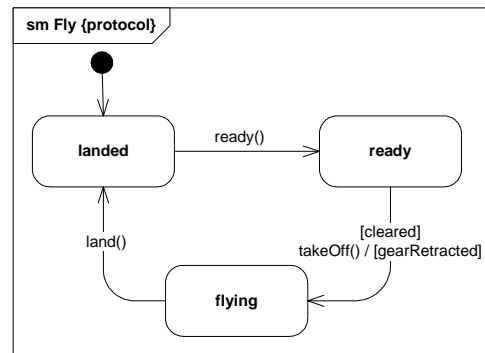 sm Fly {protocol}
landed
ready()
ready
land()
[cleared]
takeOff() / [gearRetracted]
flying